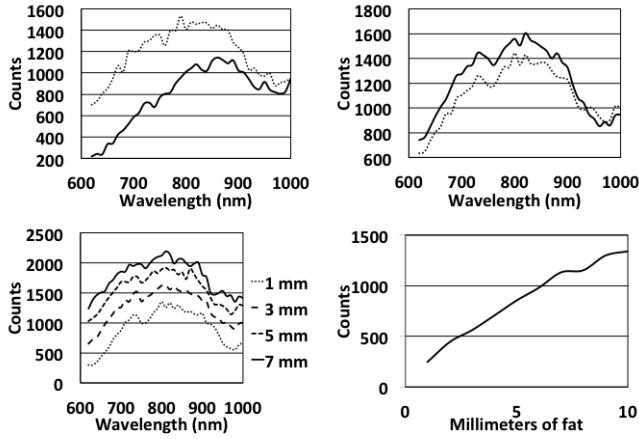 1600
1400
1200
1000
800
600
400
200
Counts
600 700 800 900 1000
Wavelength (nm)
1800
1600
1400
1200
1000
800
600
Counts
600 700 800 900 1000
Wavelength (nm)
2500
2000
1500
1000
500
0
Counts
600 700 800 900 1000
Wavelength (nm)
1 mm
3 mm
5 mm
7 mm
1500
1000
500
0
Counts
0 5 10
Millimeters of fat